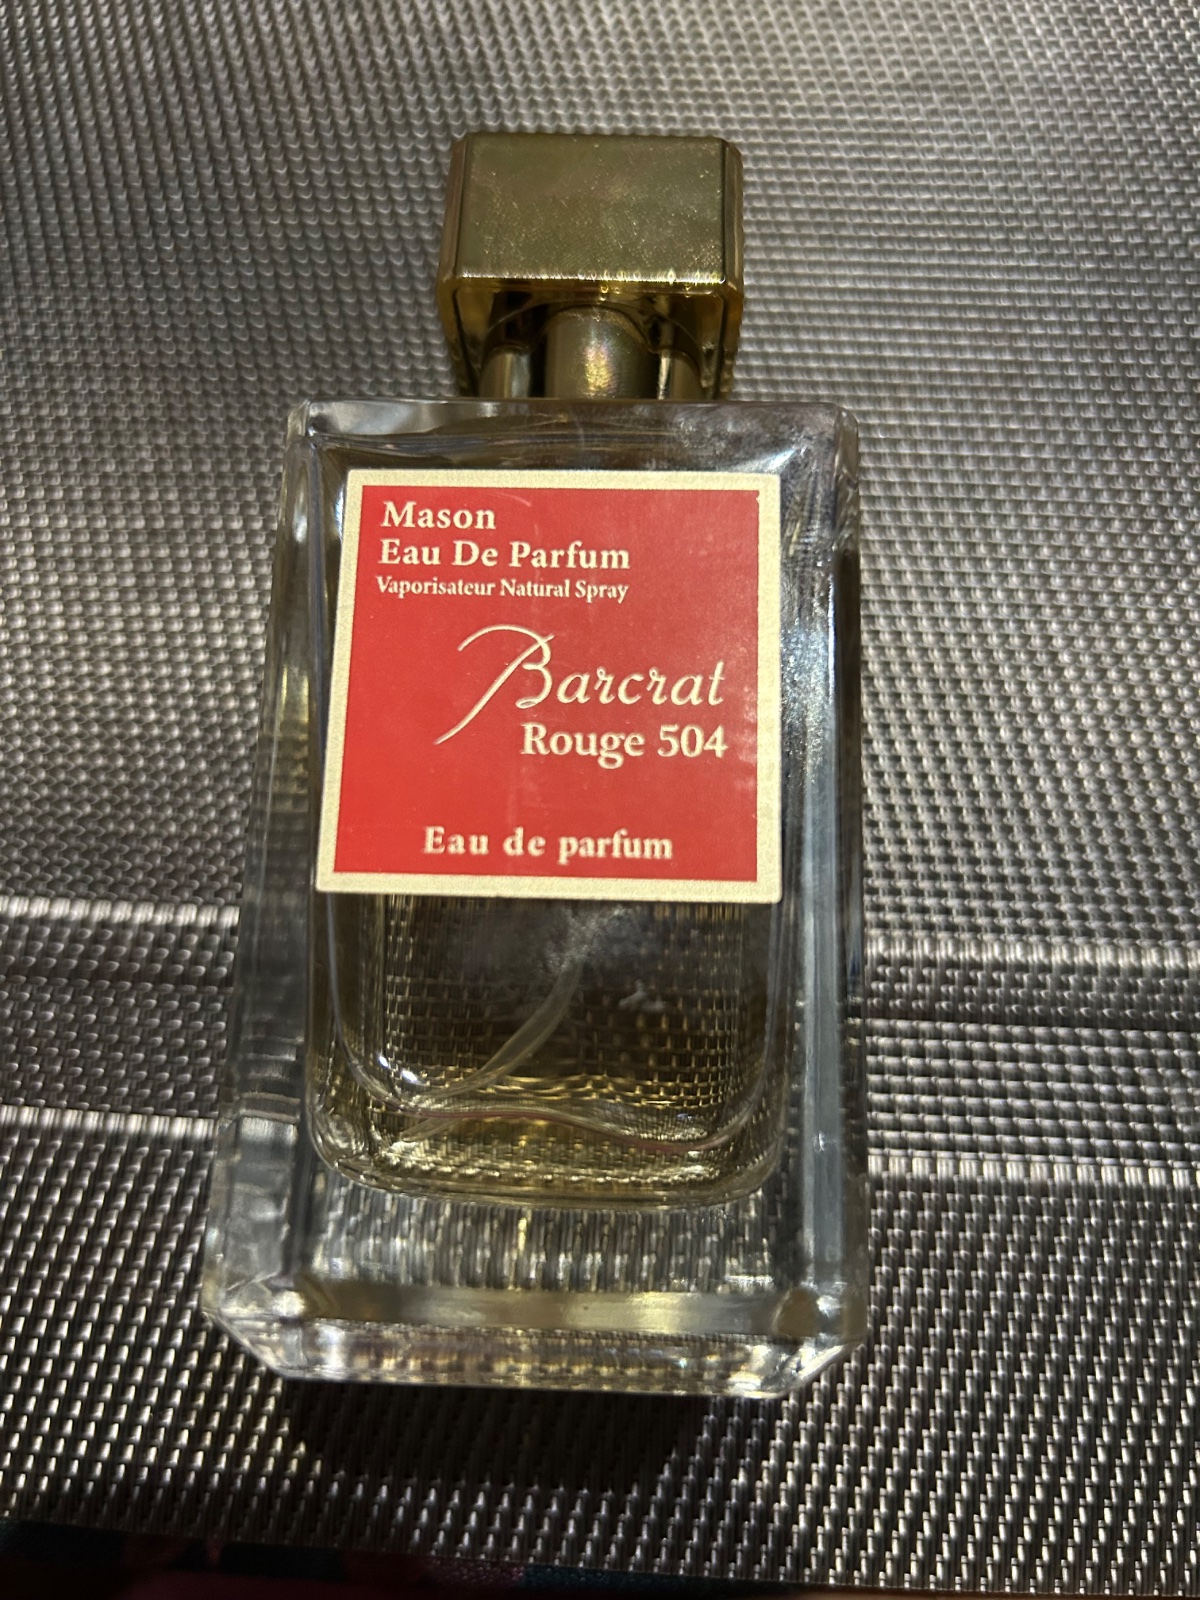 Mason
Eau De Parfum
Vaporisateur Natural Spray
Barcrat
Rouge 504
Eau de parfum